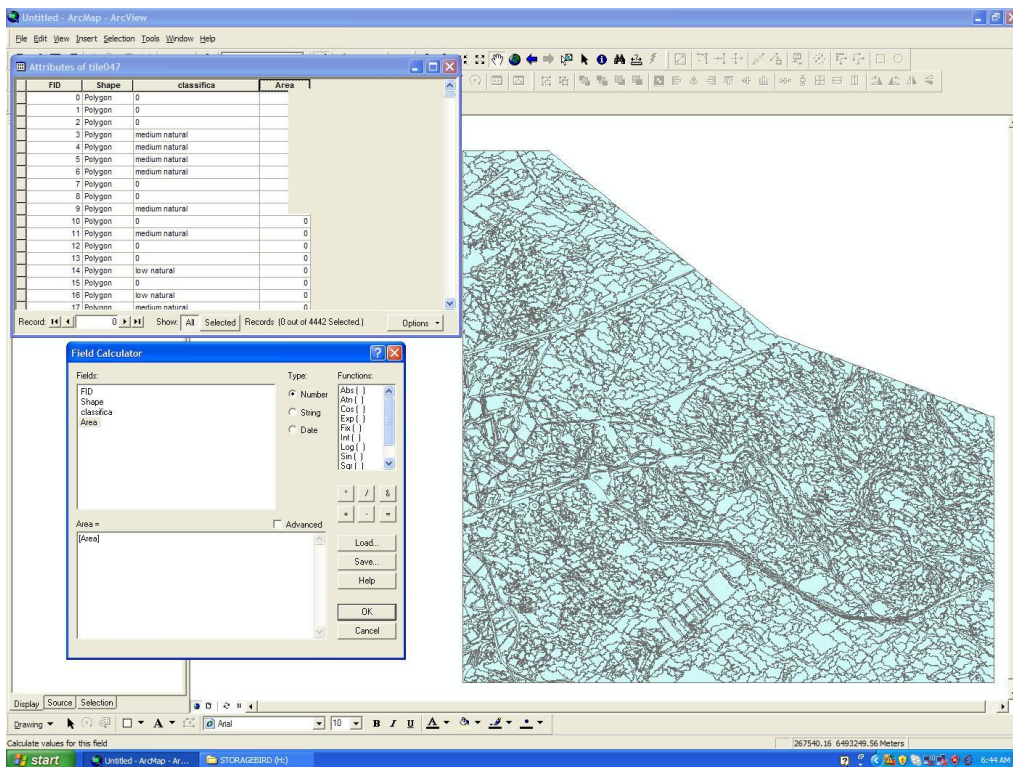 Untitled - ArcMap - ArcView
File Edit View Insert Selection Tools Window Help
Attributes of tile047
FID Shape classifica Area
0 Polygon 0
1 Polygon 0
2 Polygon 0
3 Polygon medium natural
4 Polygon medium natural
5 Polygon medium natural
6 Polygon medium natural
7 Polygon 0
8 Polygon 0
9 Polygon medium natural
10 Polygon 0 0
11 Polygon medium natural 0
12 Polygon 0 0
13 Polygon 0 0
14 Polygon low natural 0
15 Polygon 0 0
16 Polygon low natural 0
17 Polygon medium natural 0
Record: 0 Show: All Selected Records (0 out of 4442 Selected.) Options
Field Calculator
Fields: Type: Functions:
FID
Shape
classifica
Area
Number
String
Date
Abs ( )
Atn ( )
Cos ( )
Exp ( )
Fix ( )
Int ( )
Log ( )
Sin ( )
Sqr ( )
* / &
+ - =
Area = Advanced
[Area]
Load...
Save...
Help
OK
Cancel
Display Source Selection
Drawing A Arial 10 B I U A
Calculate values for this field 267540.16 6493249.56 Meters
start Untitled - ArcMap - Ar... STORAGEBIRD (H:) 6:44 AM